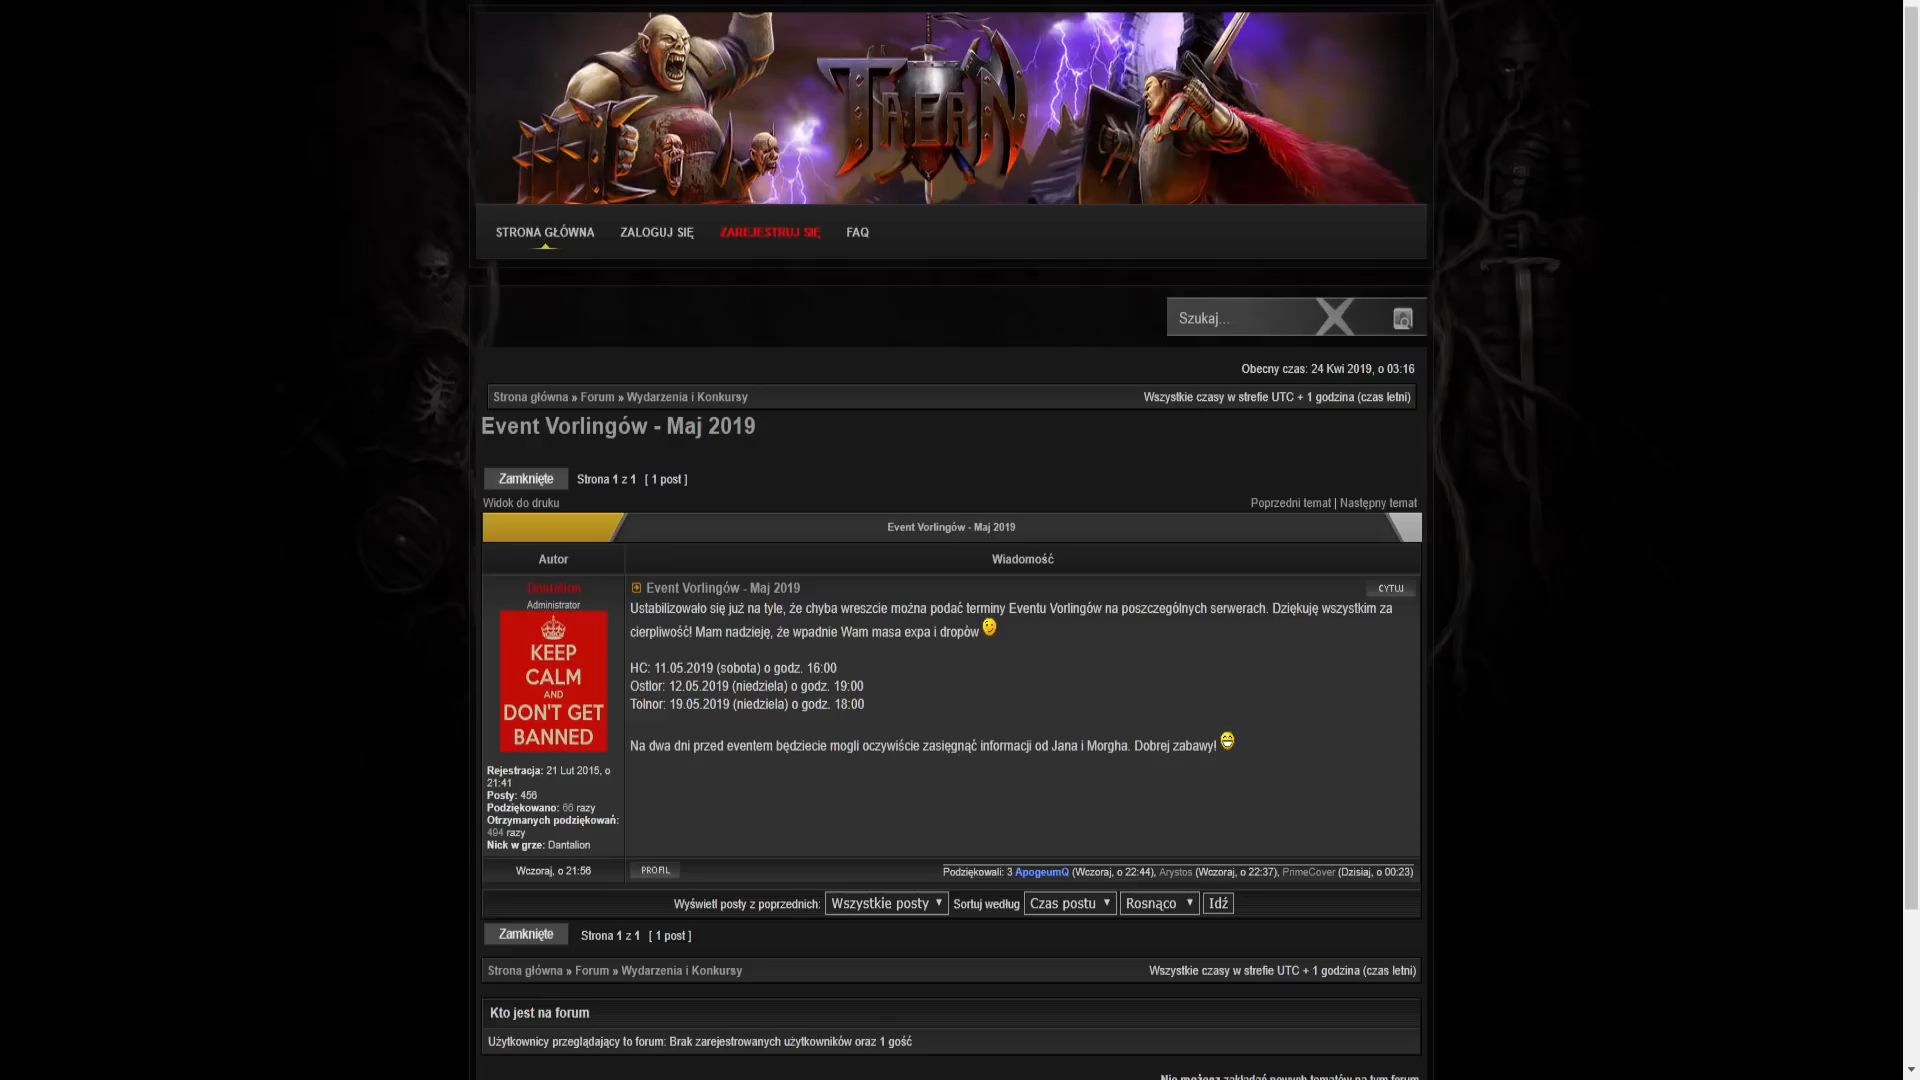 TAERN
STRONA GŁÓWNA ZALOGUJ SIĘ ZAREJESTRUJ SIĘ FAQ
Szukaj...
Obecny czas: 24 Kwi 2019, o 03:16
Strona główna » Forum » Wydarzenia i Konkursy Wszystkie czasy w strefie UTC + 1 godzina (czas letni)
Event Vorlingów - Maj 2019
Zamknięte Strona 1 z 1 [ 1 post ]
Widok do druku Poprzedni temat | Następny temat
Event Vorlingów - Maj 2019
Autor Wiadomość
Dantalion
Administrator
KEEP
CALM
AND
DON'T GET
BANNED
Rejestracja: 21 Lut 2015, o
21:41
Posty: 456
Podziękowano: 66 razy
Otrzymanych podziękowań:
494 razy
Nick w grze: Dantalion
Event Vorlingów - Maj 2019 CYTUJ
Ustabilizowało się już na tyle, że chyba wreszcie można podać terminy Eventu Vorlingów na poszczególnych serwerach. Dziękuję wszystkim za
cierpliwość! Mam nadzieję, że wpadnie Wam masa expa i dropów
HC: 11.05.2019 (sobota) o godz. 16:00
Ostlor: 12.05.2019 (niedziela) o godz. 19:00
Tolnor: 19.05.2019 (niedziela) o godz. 18:00
Na dwa dni przed eventem będziecie mogli oczywiście zasięgnąć informacji od Jana i Morgha. Dobrej zabawy!
Wczoraj, o 21:56 PROFIL Podziękowali: 3 ApogeumQ (Wczoraj, o 22:44), Arystos (Wczoraj, o 22:37), PrimeCover (Dzisiaj, o 00:23)
Wyświetl posty z poprzednich: Wszystkie posty Sortuj według Czas postu Rosnąco Idź
Zamknięte Strona 1 z 1 [ 1 post ]
Strona główna » Forum » Wydarzenia i Konkursy Wszystkie czasy w strefie UTC + 1 godzina (czas letni)
Kto jest na forum
Użytkownicy przeglądający to forum: Brak zarejestrowanych użytkowników oraz 1 gość
Nie możesz zakładać nowych tematów na tym forum